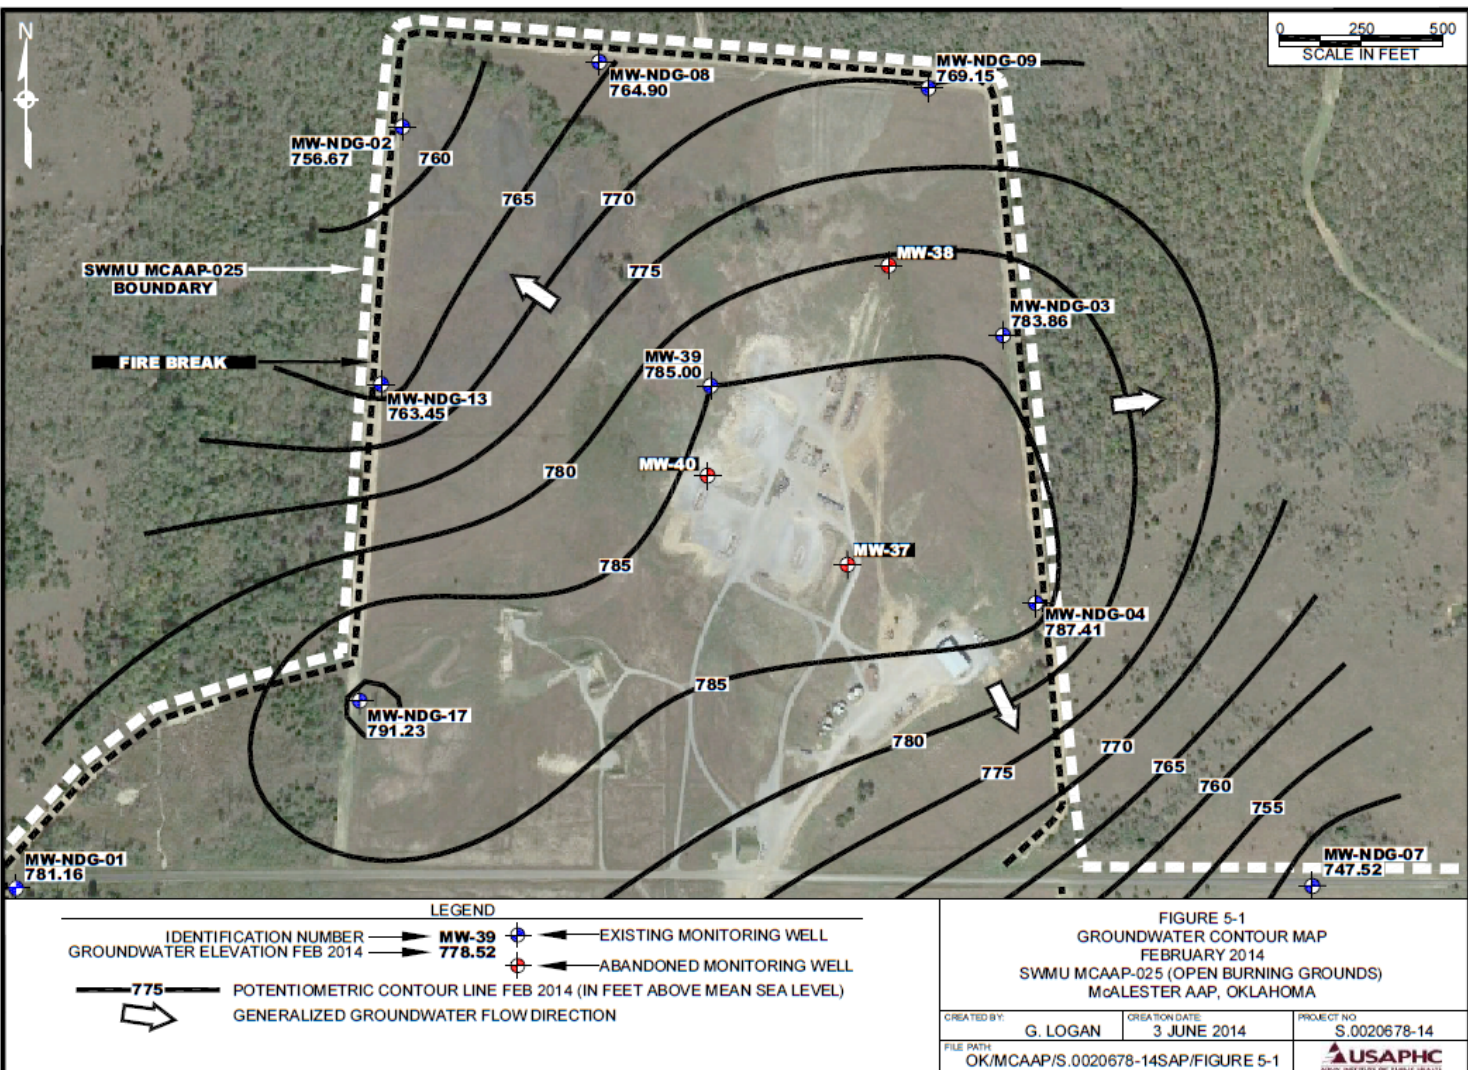 N
0 250 500
SCALE IN FEET
MW-NDG-09
769.15
MW-NDG-08
764.90
MW-NDG-02
756.67
760
765
770
MW-38
SWMU MCAAP-025
BOUNDARY
775
MW-NDG-03
783.86
FIRE BREAK
MW-39
785.00
MW-NDG-13
763.45
MW-40
780
MW-37
785
MW-NDG-04
787.41
785
MW-NDG-17
791.23
780
770
775
765
760
755
MW-NDG-01
781.16
MW-NDG-07
747.52
LEGEND
IDENTIFICATION NUMBER MW-39 EXISTING MONITORING WELL
GROUNDWATER ELEVATION FEB 2014 778.52
ABANDONED MONITORING WELL
775 POTENTIOMETRIC CONTOUR LINE FEB 2014 (IN FEET ABOVE MEAN SEA LEVEL)
GENERALIZED GROUNDWATER FLOW DIRECTION
FIGURE 5-1
GROUNDWATER CONTOUR MAP
FEBRUARY 2014
SWMU MCAAP-025 (OPEN BURNING GROUNDS)
McALESTER AAP, OKLAHOMA
CREATED BY:
G. LOGAN
CREATION DATE:
3 JUNE 2014
PROJECT NO
S.0020678-14
FILE PATH:
OK/MCAAP/S.0020678-14SAP/FIGURE 5-1
USAPHC